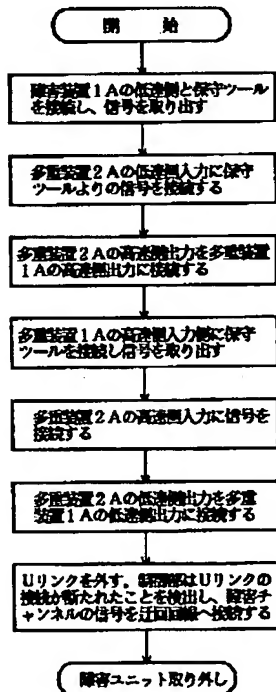 開　始
障害装置1Aの低速側と保守ツール
を接続し、信号を取り出す
多重装置2Aの低速側入力に保守
ツールよりの信号を接続する
多重装置2Aの高速側出力を多重装置
1Aの高速側出力に接続する
多重装置1Aの高速側入力側に保守
ツールを接続し信号を取り出す
多重装置2Aの高速側入力に信号を
接続する
多重装置2Aの低速側出力を多重
装置1Aの低速側出力に接続する
Uリンクを外す。制御部はUリンクの
接続が断たれたことを検出し、障害チ
ャンネルの信号を迂回回線へ接続する
障害ユニット取り外し